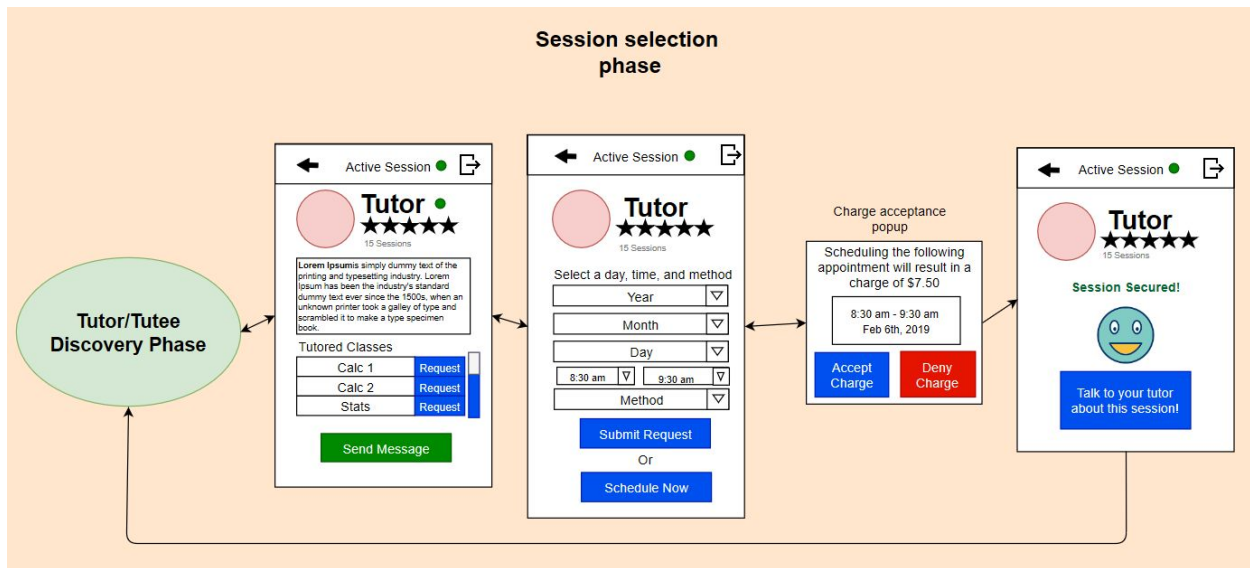 Session selection
phase
Tutor/Tutee
Discovery Phase
Active Session
Tutor
15 Sessions
Lorem Ipsumis simply dummy text of the
printing and typesetting industry. Lorem
Ipsum has been the industry's standard
dummy text ever since the 1500s, when an
unknown printer took a galley of type and
scrambled it to make a type specimen
book.
Tutored Classes
Calc 1 Request
Calc 2 Request
Stats Request
Send Message
Active Session
Tutor
15 Sessions
Select a day, time, and method
Year
Month
Day
8:30 am 9:30 am
Method
Submit Request
Or
Schedule Now
Charge acceptance
popup
Scheduling the following
appointment will result in a
charge of $7.50
8:30 am - 9:30 am
Feb 6th, 2019
Accept
Charge
Deny
Charge
Active Session
Tutor
15 Sessions
Session Secured!
Talk to your tutor
about this session!